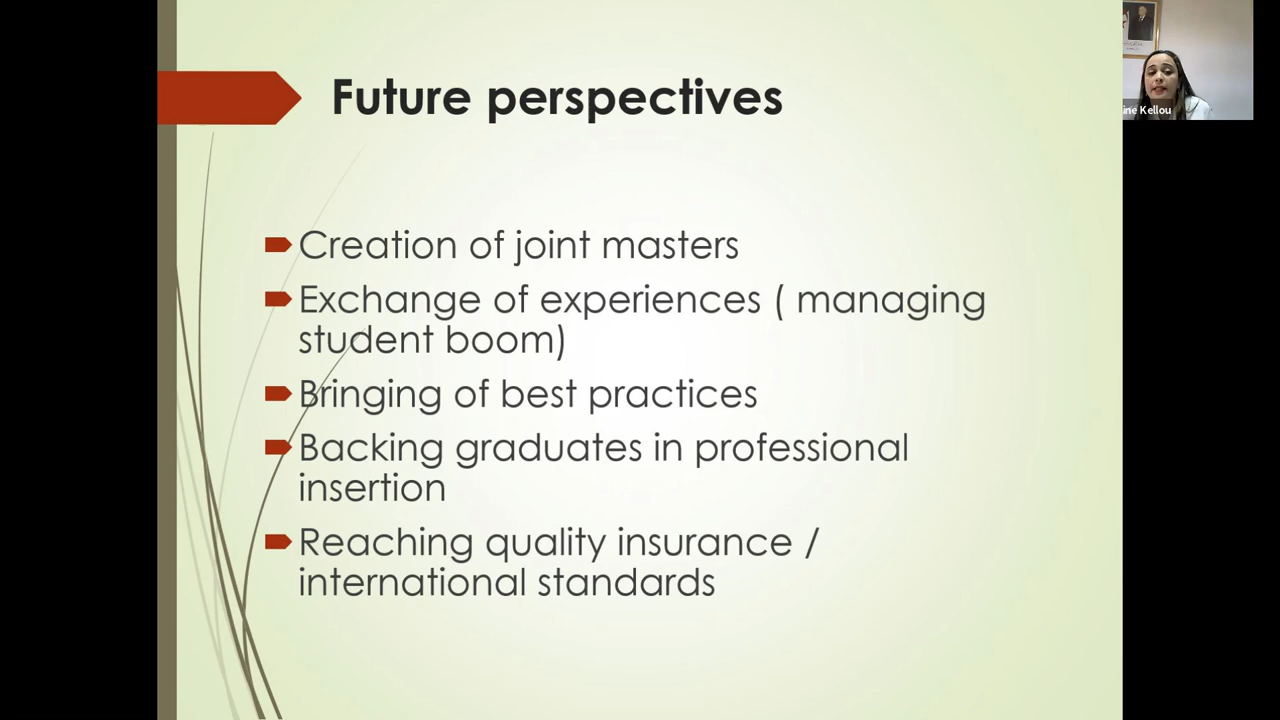 Future perspectives
Creation of joint masters
Exchange of experiences ( managing
student boom)
Bringing of best practices
Backing graduates in professional
insertion
Reaching quality insurance /
international standards
Kellou